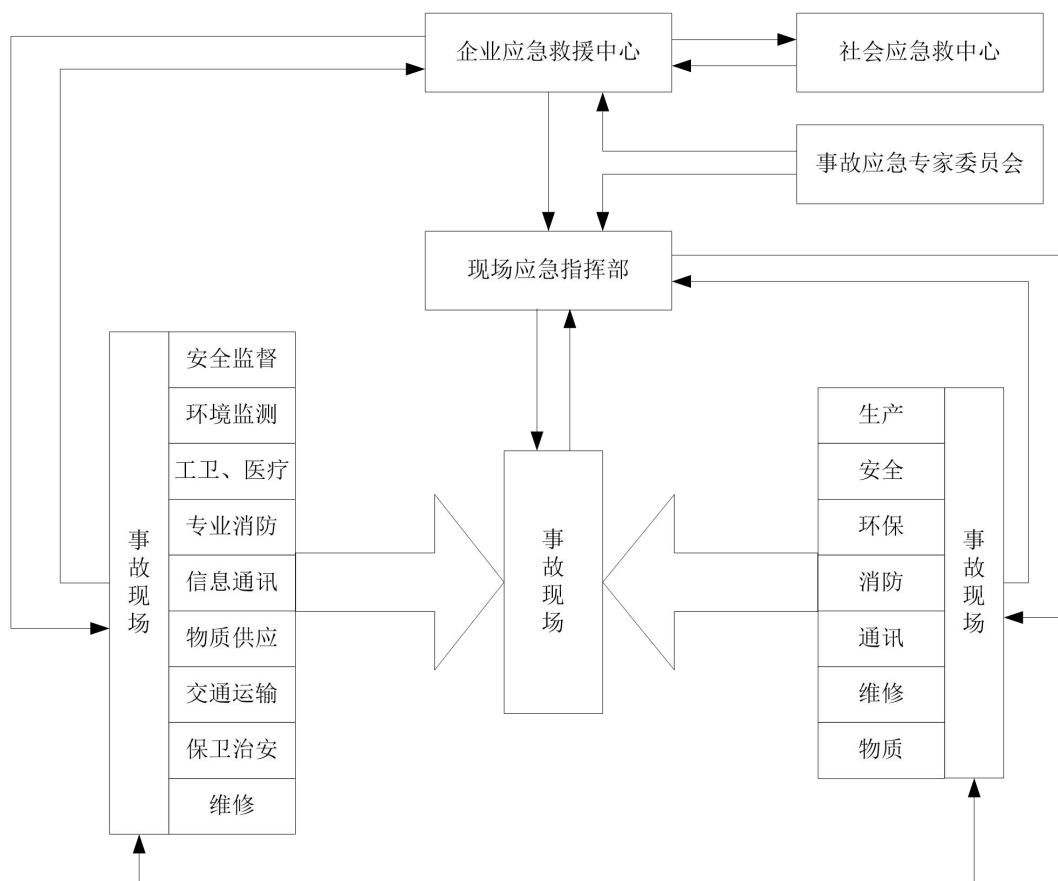 企业应急救援中心
社会应急救中心
事故应急专家委员会
现场应急指挥部
事故现场
安全监督
环境监测
工卫、医疗
专业消防
信息通讯
物质供应
交通运输
保卫治安
维修
事故现场
生产
安全
环保
消防
通讯
维修
物质
事故现场